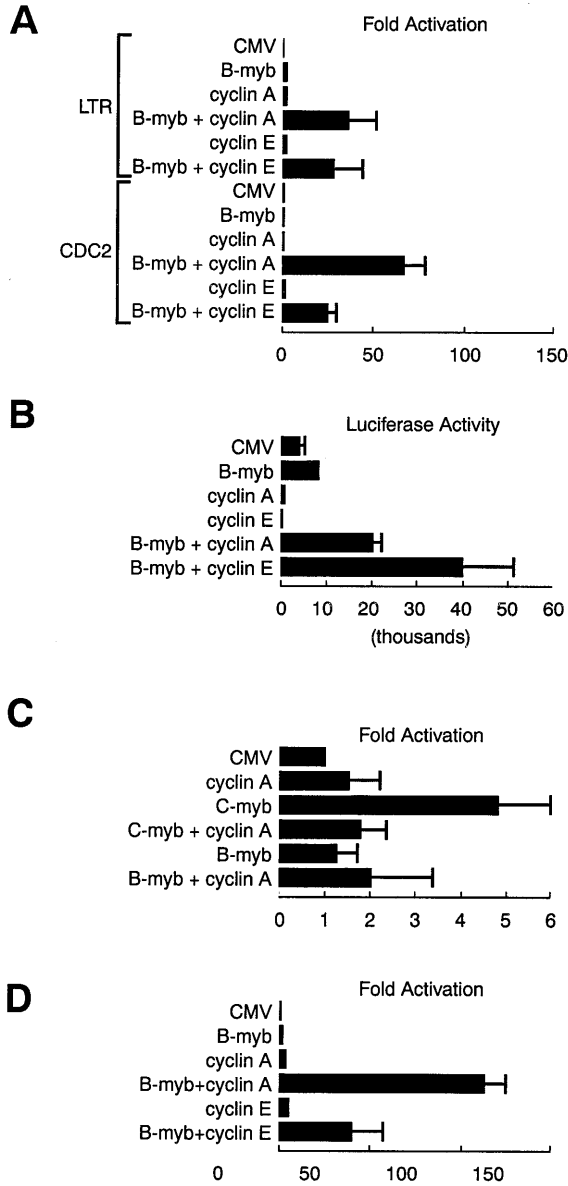 A
Fold Activation
LTR
CMV
B-myb
cyclin A
B-myb + cyclin A
cyclin E
B-myb + cyclin E
CDC2
CMV
B-myb
cyclin A
B-myb + cyclin A
cyclin E
B-myb + cyclin E
0 50 100 150
B
Luciferase Activity
CMV
B-myb
cyclin A
cyclin E
B-myb + cyclin A
B-myb + cyclin E
0 10 20 30 40 50 60
(thousands)
C
Fold Activation
CMV
cyclin A
C-myb
C-myb + cyclin A
B-myb
B-myb + cyclin A
0 1 2 3 4 5 6
D
Fold Activation
CMV
B-myb
cyclin A
B-myb+cyclin A
cyclin E
B-myb+cyclin E
0 50 100 150